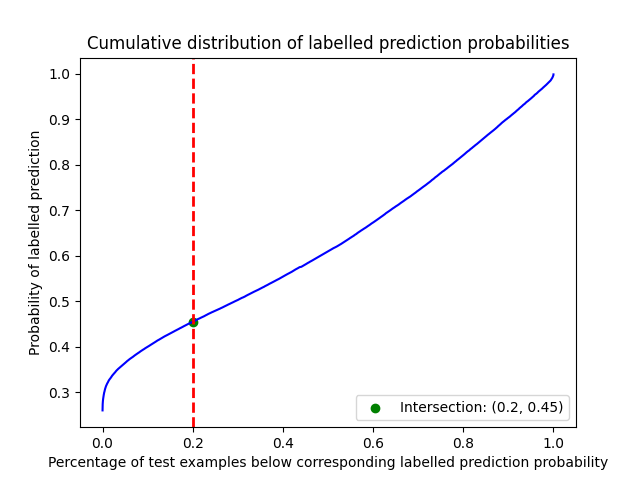 Cumulative distribution of labelled prediction probabilities
Probability of labelled prediction
1.0
0.9
0.8
0.7
0.6
0.5
0.4
0.3
Intersection: (0.2, 0.45)
0.0 0.2 0.4 0.6 0.8 1.0
Percentage of test examples below corresponding labelled prediction probability